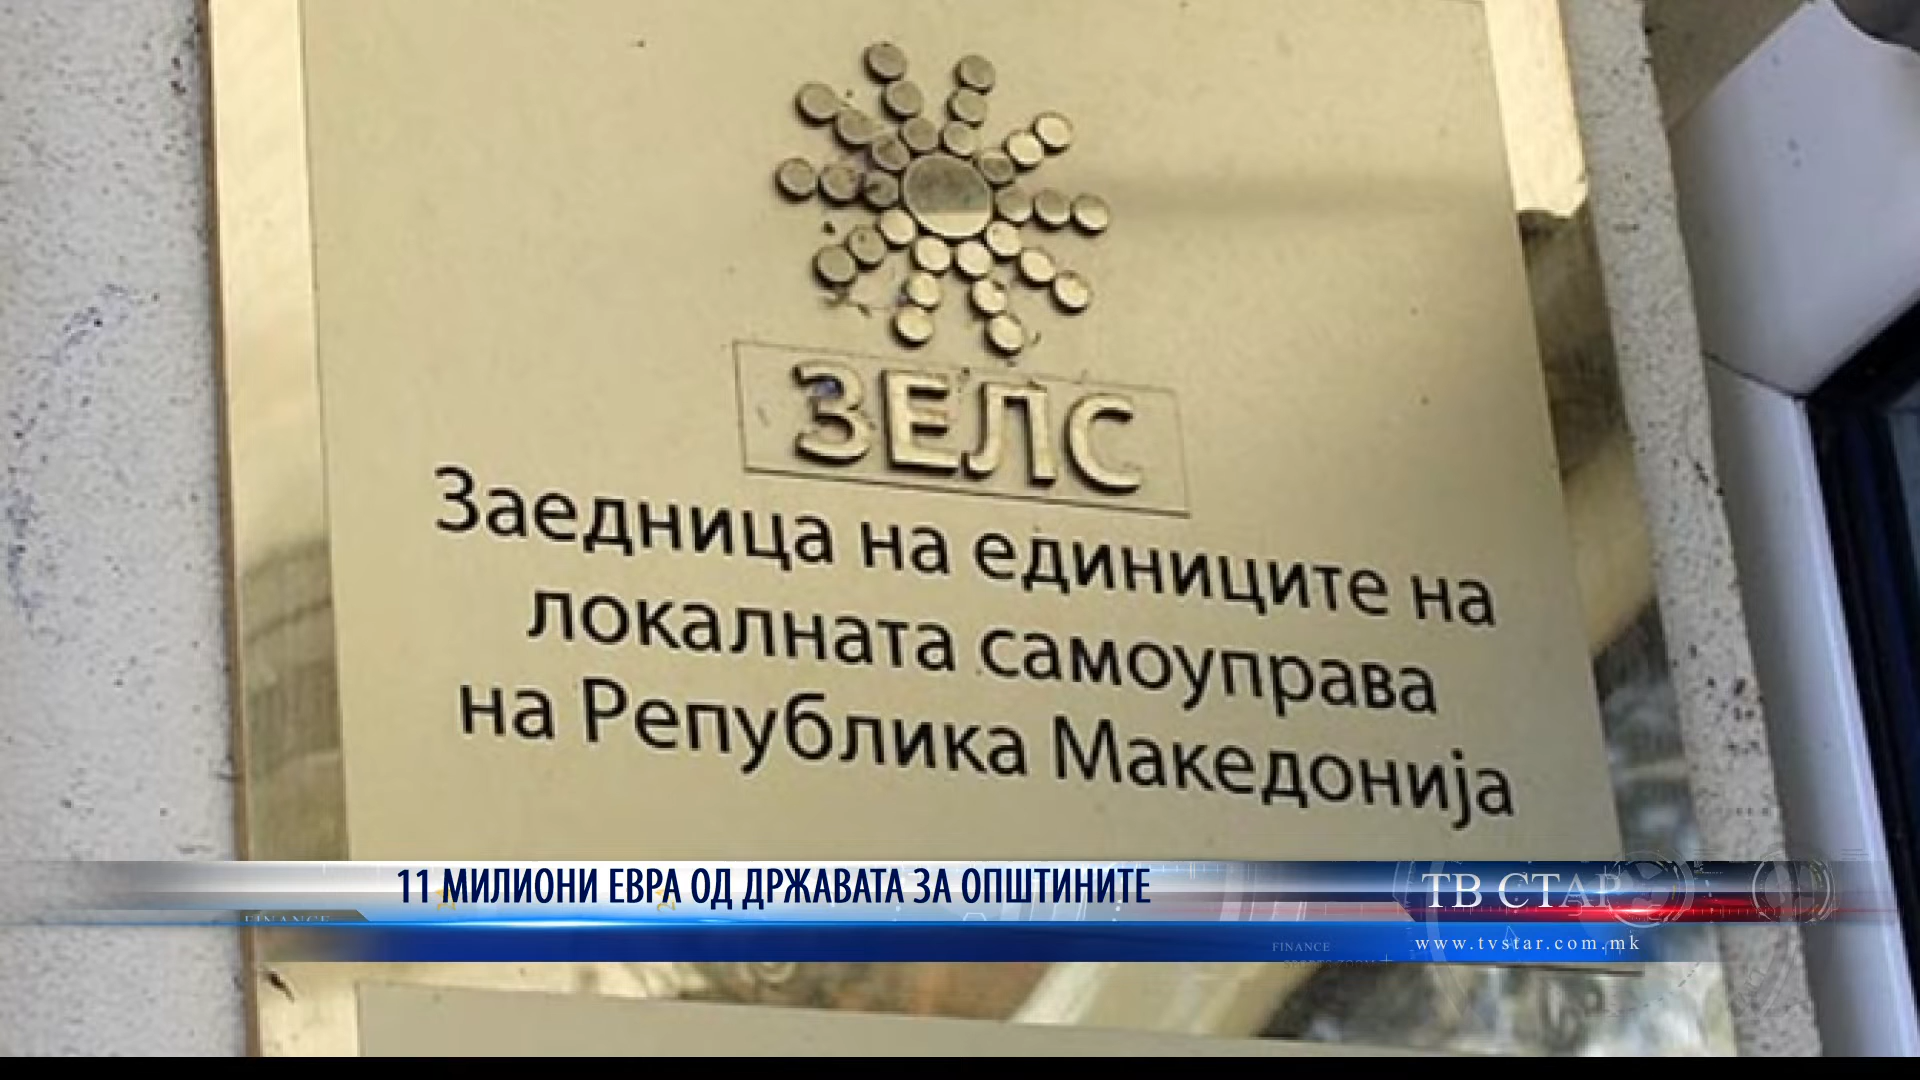 ЗЕЛС
Заедница на единиците на
локалната самоуправа
на Република Македонија
11 МИЛИОНИ ЕВРА ОД ДРЖАВАТА ЗА ОПШТИНИТЕ
ТВ СТАР
FINANCE
FINANCE
www.tvstar.com.mk